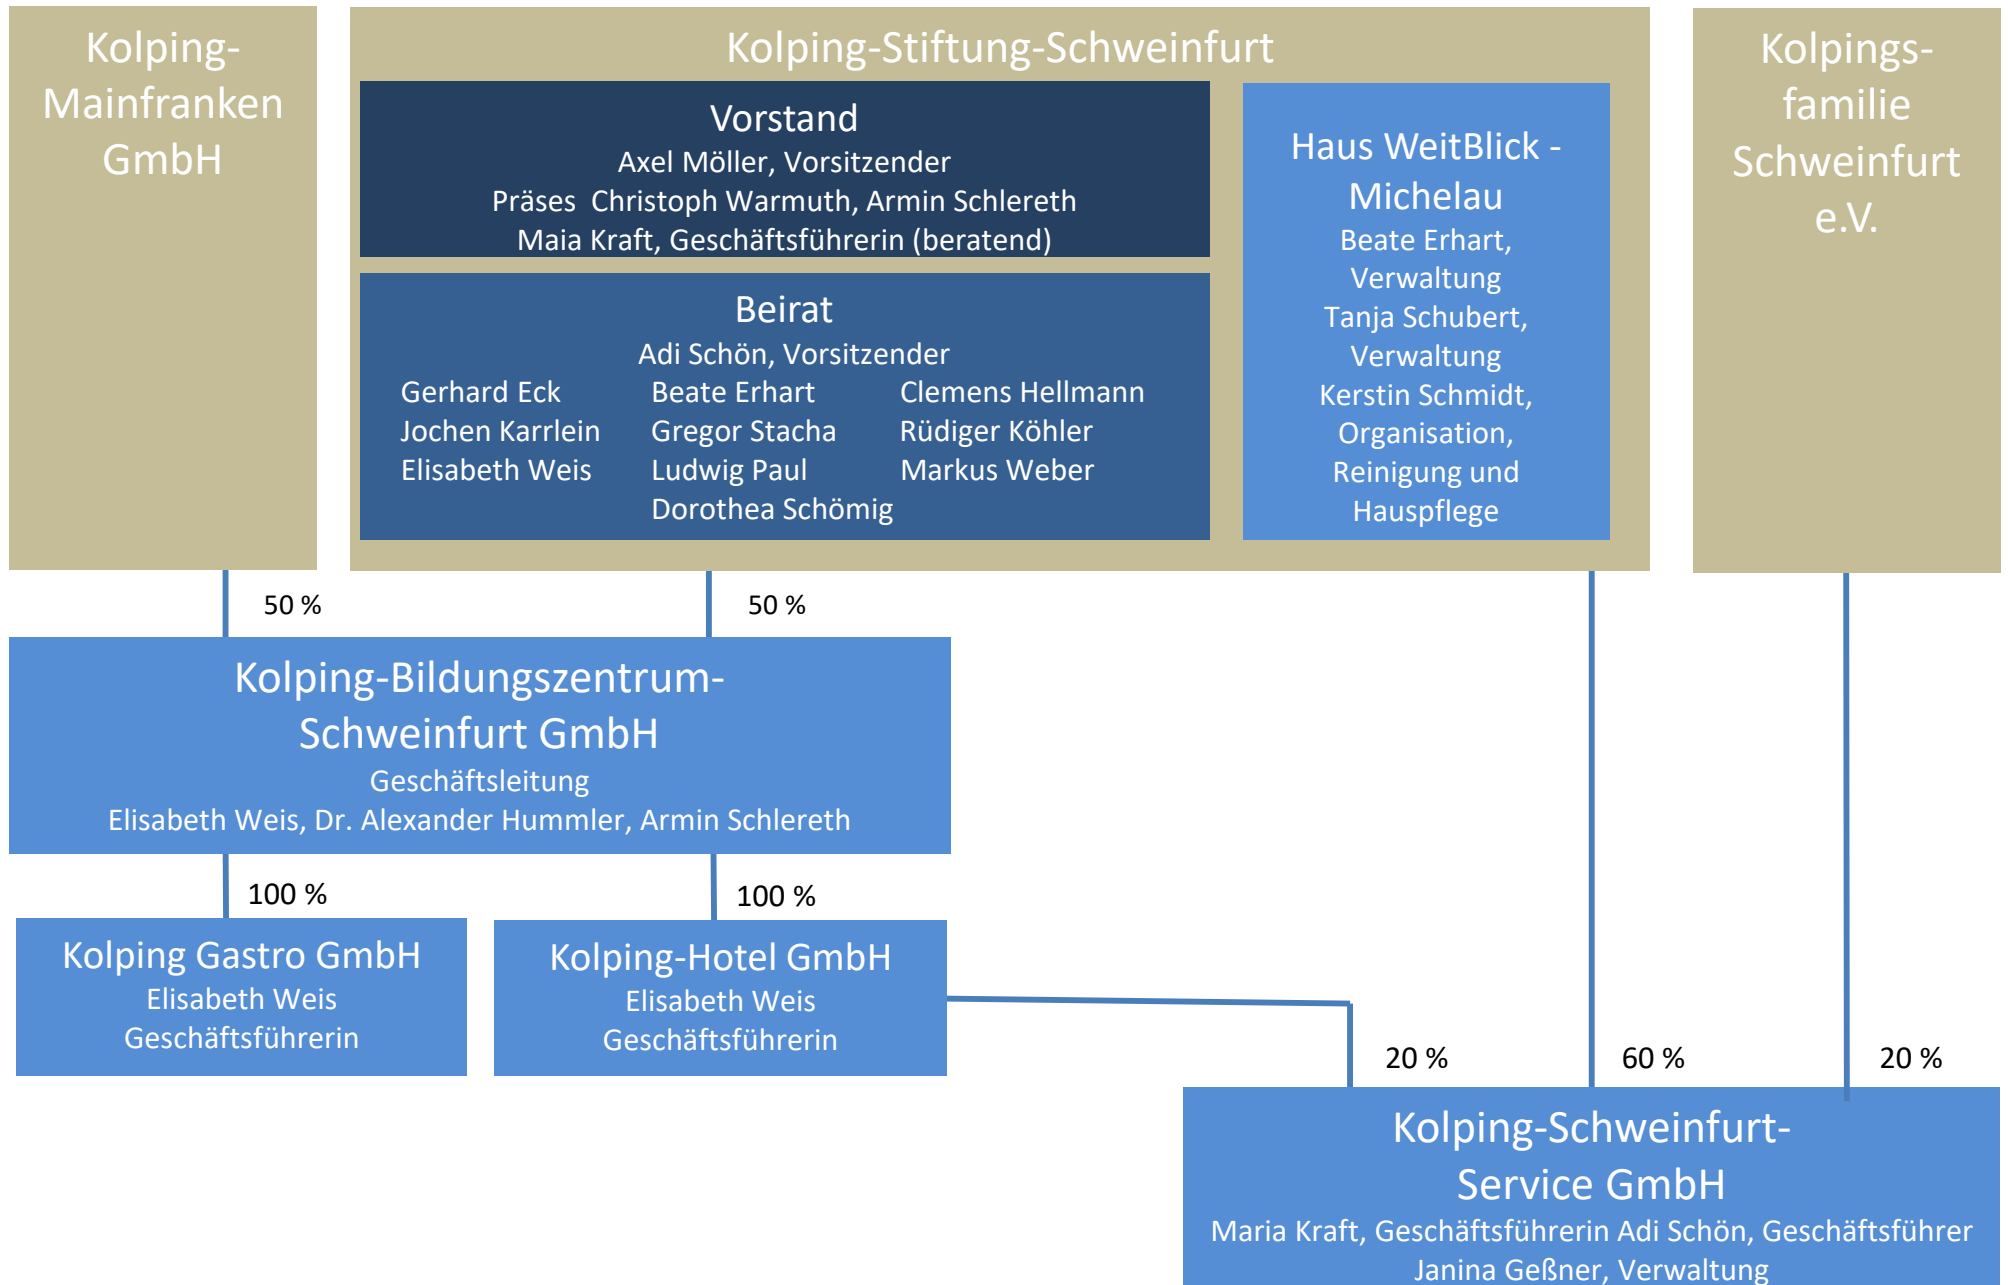 Kolping-
Mainfranken
GmbH
Kolping-Stiftung-Schweinfurt
Vorstand
Axel Möller, Vorsitzender
Präses  Christoph Warmuth, Armin Schlereth
Maia Kraft, Geschäftsführerin (beratend)
Beirat
Adi Schön, Vorsitzender
Gerhard Eck Beate Erhart Clemens Hellmann
Jochen Karrlein Gregor Stacha Rüdiger Köhler
Elisabeth Weis Ludwig Paul Markus Weber
Dorothea Schömig
Haus WeitBlick -
Michelau
Beate Erhart,
Verwaltung
Tanja Schubert,
Verwaltung
Kerstin Schmidt,
Organisation,
Reinigung und
Hauspflege
Kolpings-
familie
Schweinfurt
e.V.
50 %
50 %
Kolping-Bildungszentrum-
Schweinfurt GmbH
Geschäftsleitung
Elisabeth Weis, Dr. Alexander Hummler, Armin Schlereth
100 %
100 %
Kolping Gastro GmbH
Elisabeth Weis
Geschäftsführerin
Kolping-Hotel GmbH
Elisabeth Weis
Geschäftsführerin
20 %
60 %
20 %
Kolping-Schweinfurt-
Service GmbH
Maria Kraft, Geschäftsführerin Adi Schön, Geschäftsführer
Janina Geßner, Verwaltung